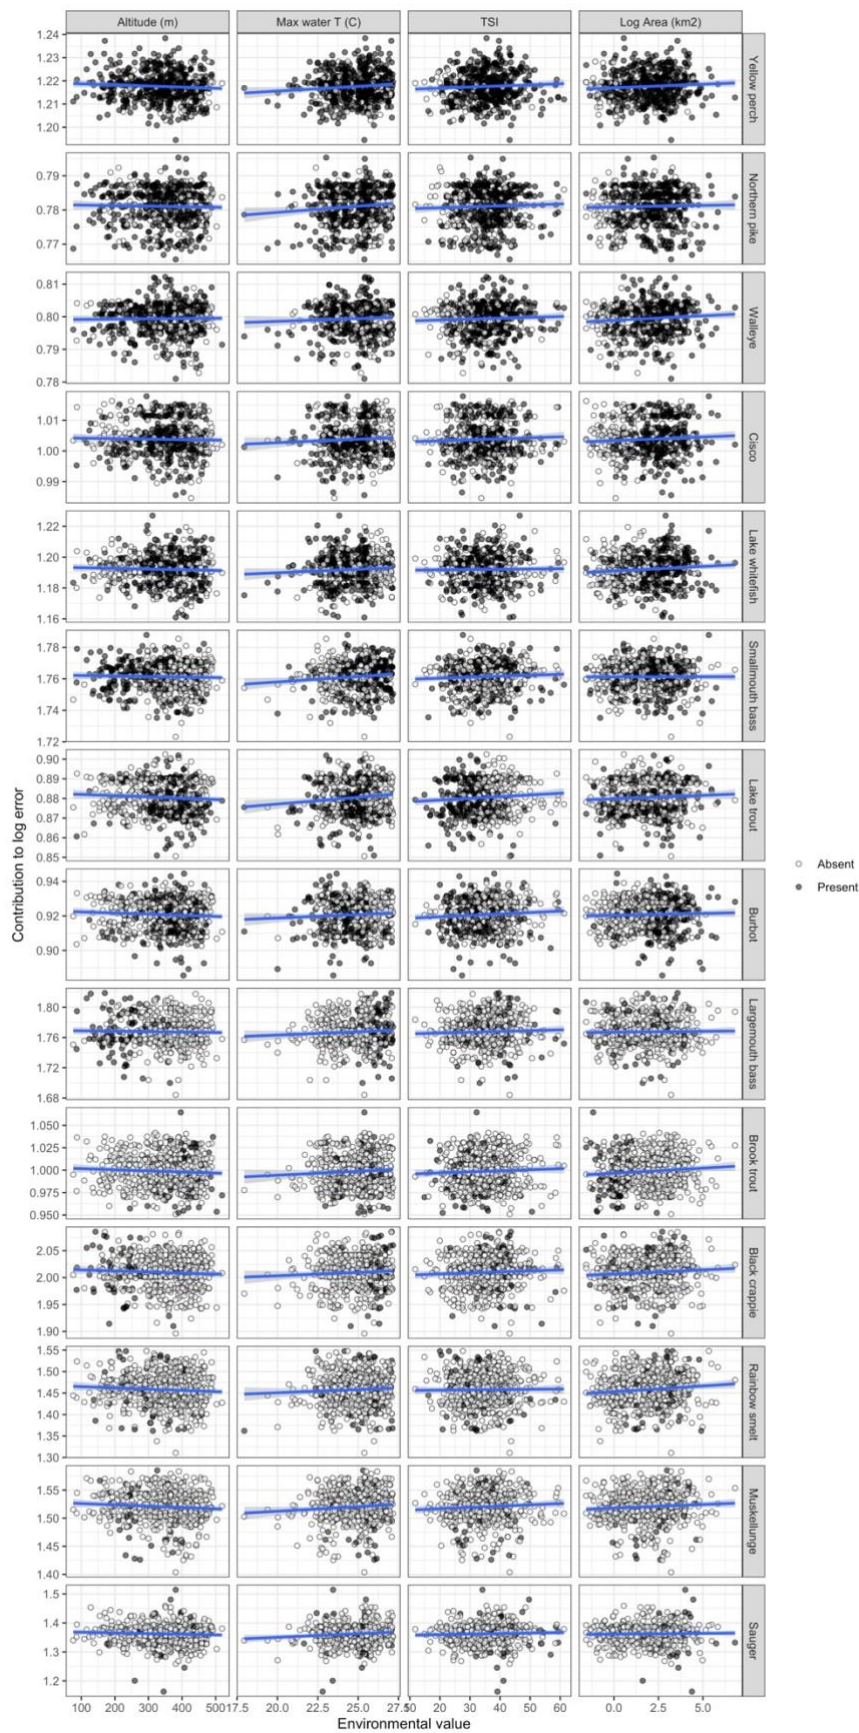 Altitude (m) Max water T (C) TSI Log Area (km2)
1.24
1.23
1.22
1.21
1.20
Yellow perch
0.79
0.78
0.77
Northern pike
0.81
0.80
0.79
0.78
Walleye
1.01
1.00
0.99
Cisco
1.22
1.20
1.18
1.16
Lake whitefish
1.78
1.76
1.74
1.72
Smallmouth bass
0.90
0.89
0.88
0.87
0.86
0.85
Lake trout
0.94
0.92
0.90
Burbot
1.80
1.76
1.72
1.68
Largemouth bass
1.050
1.025
1.000
0.975
0.950
Brook trout
2.05
2.00
1.95
1.90
Black crappie
1.55
1.50
1.45
1.40
1.35
1.30
Rainbow smelt
1.55
1.50
1.45
1.40
Muskellunge
1.5
1.4
1.3
1.2
Sauger
Contribution to log error
Absent
Present
100 200 300 400 500 17.5 20.0 22.5 25.0 27.5 10 20 30 40 50 60 0.0 2.5 5.0
Environmental value